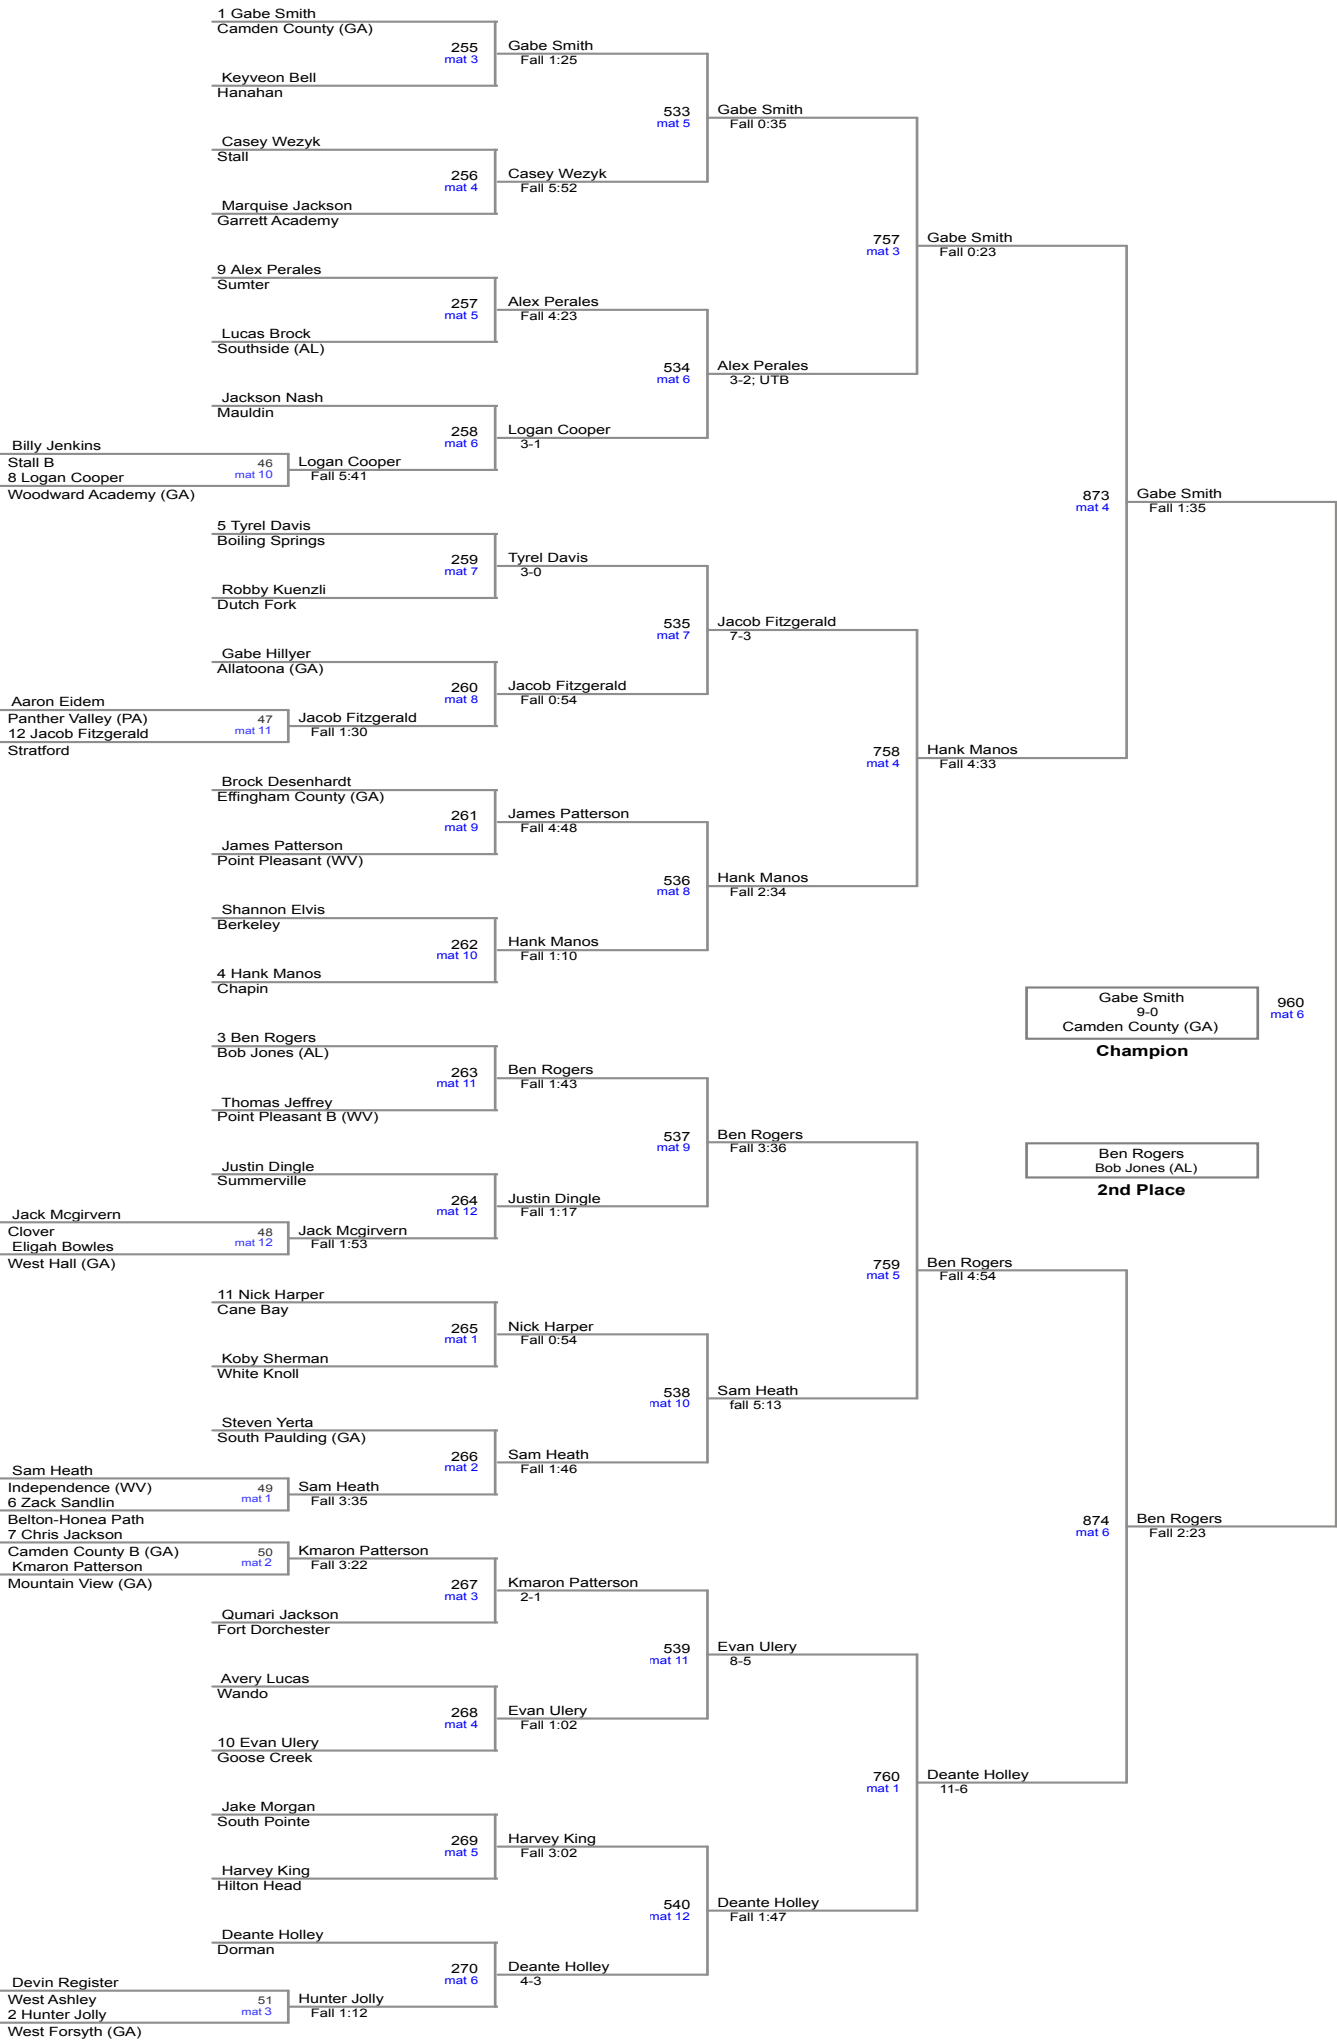 1 Gabe Smith
Camden County (GA)
255
mat 3
Gabe Smith
Fall 1:25
Keyveon Bell
Hanahan
533
mat 5
Gabe Smith
Fall 0:35
Casey Wezyk
Stall
256
mat 4
Casey Wezyk
Fall 5:52
Marquise Jackson
Garrett Academy
757
mat 3
Gabe Smith
Fall 0:23
9 Alex Perales
Sumter
257
mat 5
Alex Perales
Fall 4:23
Lucas Brock
Southside (AL)
534
mat 6
Alex Perales
3-2; UTB
Jackson Nash
Mauldin
258
mat 6
Logan Cooper
3-1
Billy Jenkins
Stall B
46
mat 10
8 Logan Cooper
Woodward Academy (GA)
Logan Cooper
Fall 5:41
873
mat 4
Gabe Smith
Fall 1:35
5 Tyrel Davis
Boiling Springs
259
mat 7
Tyrel Davis
3-0
Robby Kuenzli
Dutch Fork
535
mat 7
Jacob Fitzgerald
7-3
Gabe Hillyer
Allatoona (GA)
260
mat 8
Jacob Fitzgerald
Fall 0:54
Aaron Eidem
Panther Valley (PA)
47
mat 11
12 Jacob Fitzgerald
Stratford
Jacob Fitzgerald
Fall 1:30
758
mat 4
Hank Manos
Fall 4:33
Brock Desenhardt
Effingham County (GA)
261
mat 9
James Patterson
Fall 4:48
James Patterson
Point Pleasant (WV)
536
mat 8
Hank Manos
Fall 2:34
Shannon Elvis
Berkeley
262
mat 10
Hank Manos
Fall 1:10
4 Hank Manos
Chapin
Gabe Smith
9-0
Camden County (GA)
Champion
960
mat 6
3 Ben Rogers
Bob Jones (AL)
263
mat 11
Ben Rogers
Fall 1:43
Thomas Jeffrey
Point Pleasant B (WV)
537
mat 9
Ben Rogers
Fall 3:36
Ben Rogers
Bob Jones (AL)
2nd Place
Justin Dingle
Summerville
264
mat 12
Justin Dingle
Fall 1:17
Jack Mcgirvern
Clover
48
mat 12
Eligah Bowles
West Hall (GA)
Jack Mcgirvern
Fall 1:53
759
mat 5
Ben Rogers
Fall 4:54
11 Nick Harper
Cane Bay
265
mat 1
Nick Harper
Fall 0:54
Koby Sherman
White Knoll
538
mat 10
Sam Heath
fall 5:13
Steven Yerta
South Paulding (GA)
266
mat 2
Sam Heath
Fall 1:46
Sam Heath
Independence (WV)
49
mat 1
6 Zack Sandlin
Belton-Honea Path
Sam Heath
Fall 3:35
874
mat 6
Ben Rogers
Fall 2:23
7 Chris Jackson
Camden County B (GA)
50
mat 2
Kmaron Patterson
Mountain View (GA)
Kmaron Patterson
Fall 3:22
267
mat 3
Kmaron Patterson
2-1
Qumari Jackson
Fort Dorchester
539
mat 11
Evan Ulery
8-5
Avery Lucas
Wando
268
mat 4
Evan Ulery
Fall 1:02
10 Evan Ulery
Goose Creek
760
mat 1
Deante Holley
11-6
Jake Morgan
South Pointe
269
mat 5
Harvey King
Fall 3:02
Harvey King
Hilton Head
540
mat 12
Deante Holley
Fall 1:47
Deante Holley
Dorman
270
mat 6
Deante Holley
4-3
Devin Register
West Ashley
51
mat 3
2 Hunter Jolly
West Forsyth (GA)
Hunter Jolly
Fall 1:12